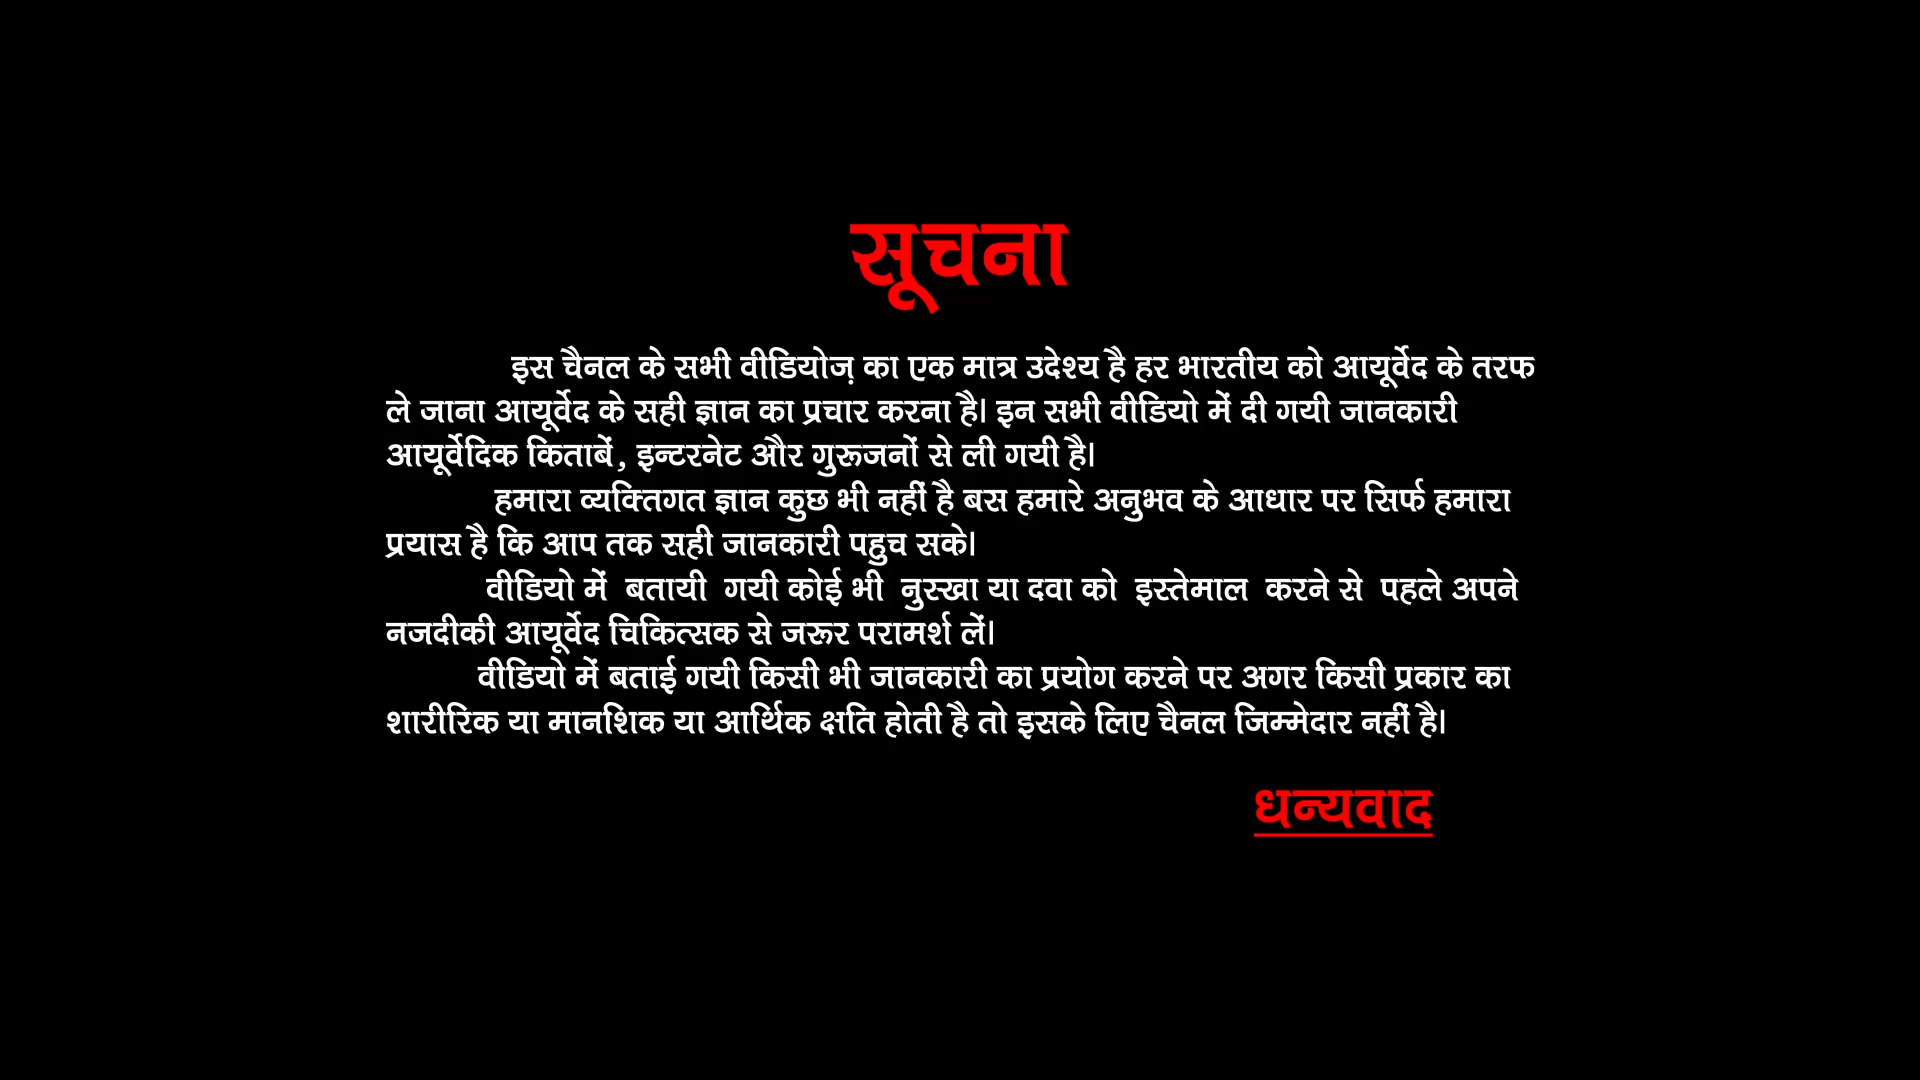 सूचना
इस चैनल के सभी वीडियोज़ का एक मात्र उदेश्य है हर भारतीय को आयूर्वेद के तरफ
ले जाना आयूर्वेद के सही ज्ञान का प्रचार करना है। इन सभी वीडियो में दी गयी जानकारी
आयूर्वेदिक किताबें, इन्टरनेट और गुरूजनों से ली गयी है।
हमारा व्यक्तिगत ज्ञान कुछ भी नहीं है बस हमारे अनुभव के आधार पर सिर्फ हमारा
प्रयास है कि आप तक सही जानकारी पहुच सके।
वीडियो में बतायी गयी कोई भी नुस्खा या दवा को इस्तेमाल करने से पहले अपने
नजदीकी आयूर्वेद चिकित्सक से जरूर परामर्श लें।
वीडियो में बताई गयी किसी भी जानकारी का प्रयोग करने पर अगर किसी प्रकार का
शारीरिक या मानशिक या आर्थिक क्षति होती है तो इसके लिए चैनल जिम्मेदार नहीं है।
धन्यवाद